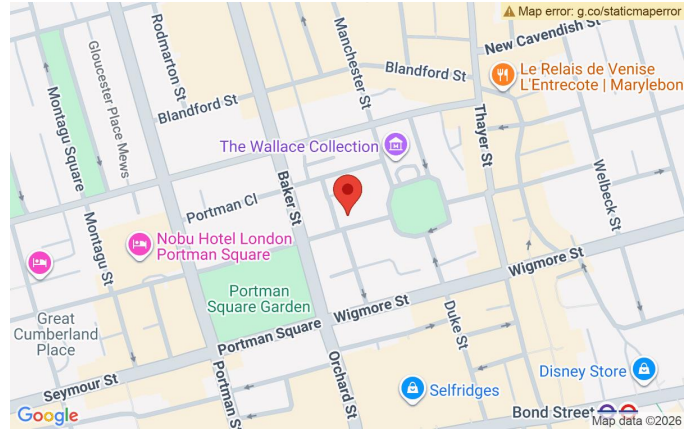 Map error: g.co/staticmaperror
Rodmarton St
Manchester St
New Cavendish St
Gloucester Place Mews
Blandford St
Le Relais de Venise
L'Entrecote | Marylebon
Montagu Square
Blandford St
Thayer St
The Wallace Collection
Welbeck St
Baker St
Portman Cl
Montagu St
Nobu Hotel London
Portman Square
Wigmore St
Portman
Square Garden
Wigmore St
Great
Cumberland
Place
Duke St
Portman Square
Seymour St
Portman S
Orchard St
Disney Store
Selfridges
Bond Street
Google
Map data ©2026